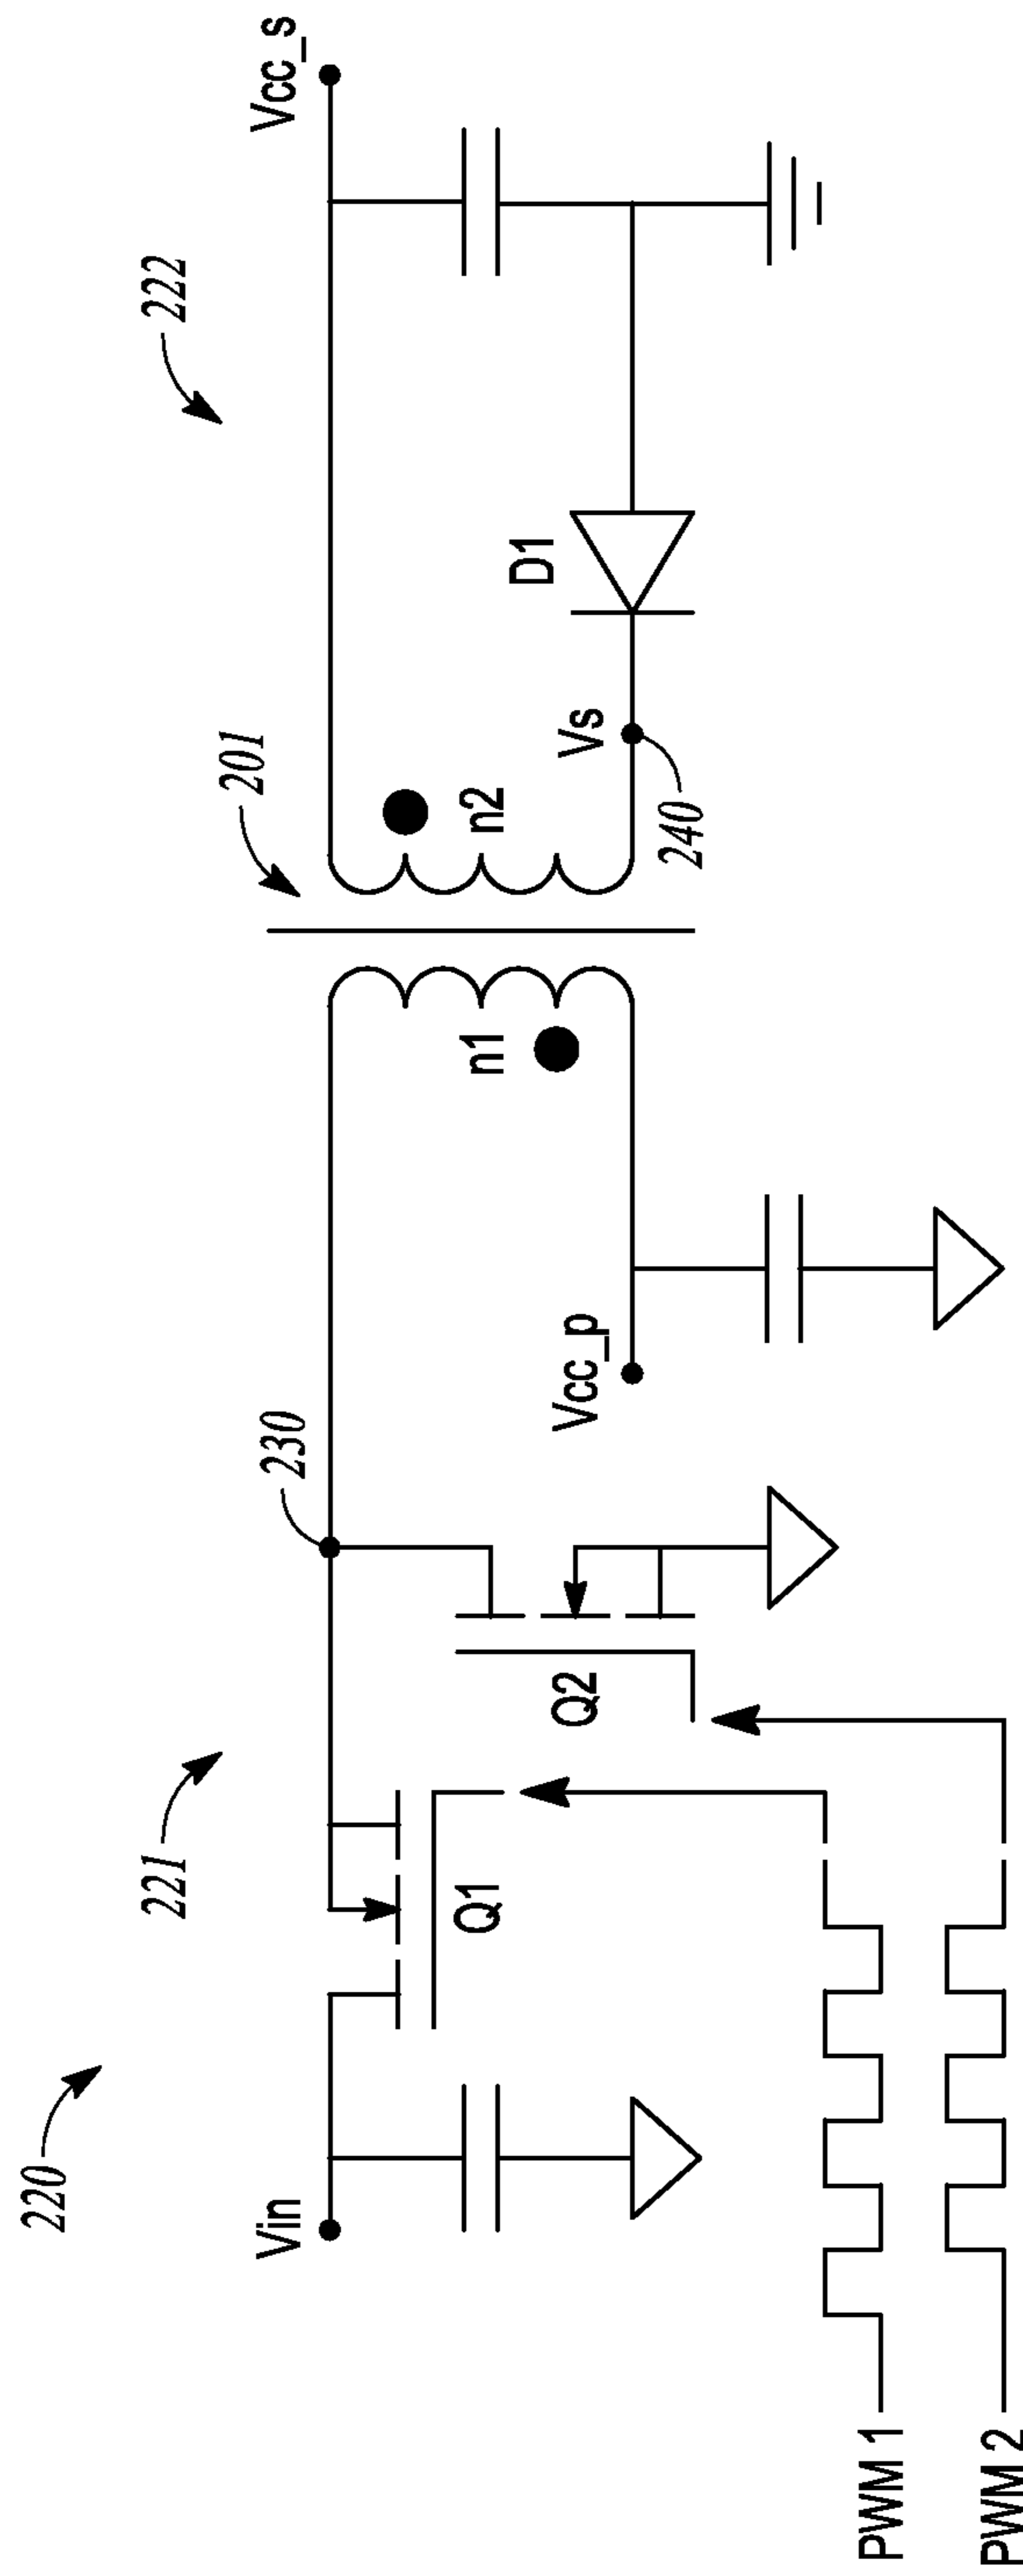 220
221
222
Vin
Q1
Q2
230
Vcc_p
n1
201
n2
Vs
240
D1
Vcc_s
PWM 1
PWM 2